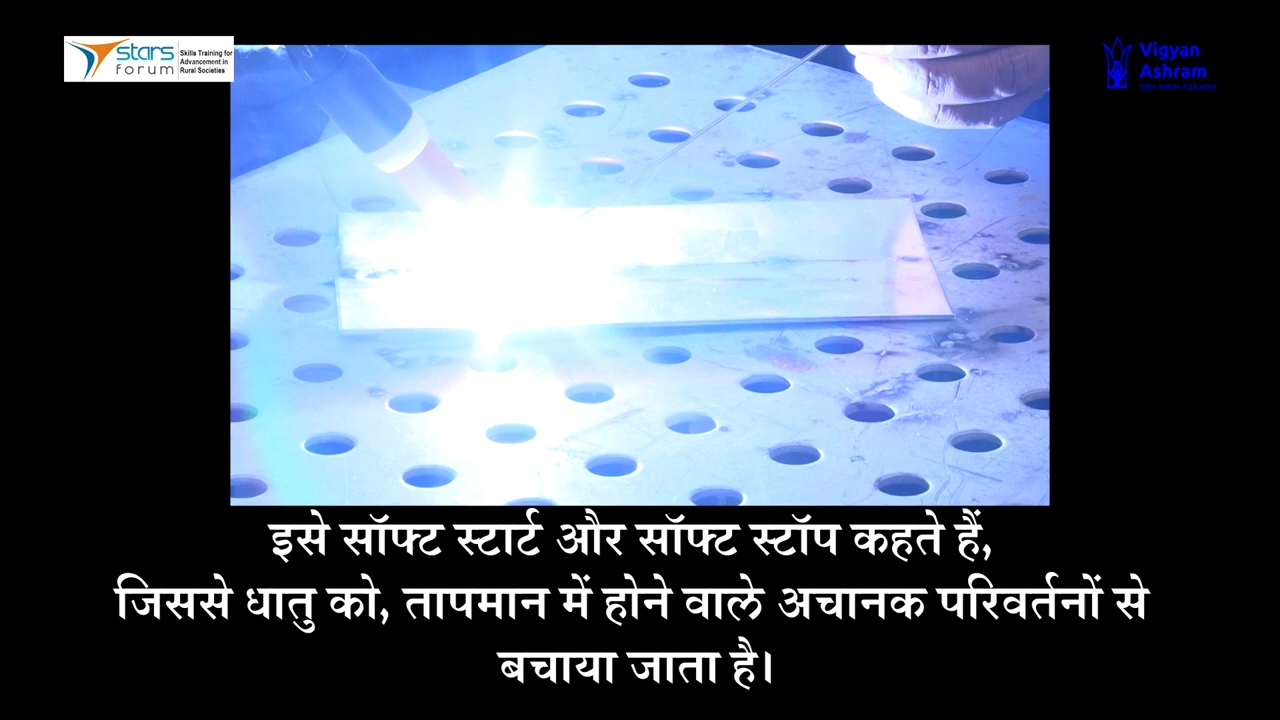 stars
forum
Skills Training for
Advancement in
Rural Societies
Vigyan
Ashram
इसे सॉफ्ट स्टार्ट और सॉफ्ट स्टॉप कहते हैं,
जिससे धातु को, तापमान में होने वाले अचानक परिवर्तनों से
बचाया जाता है।